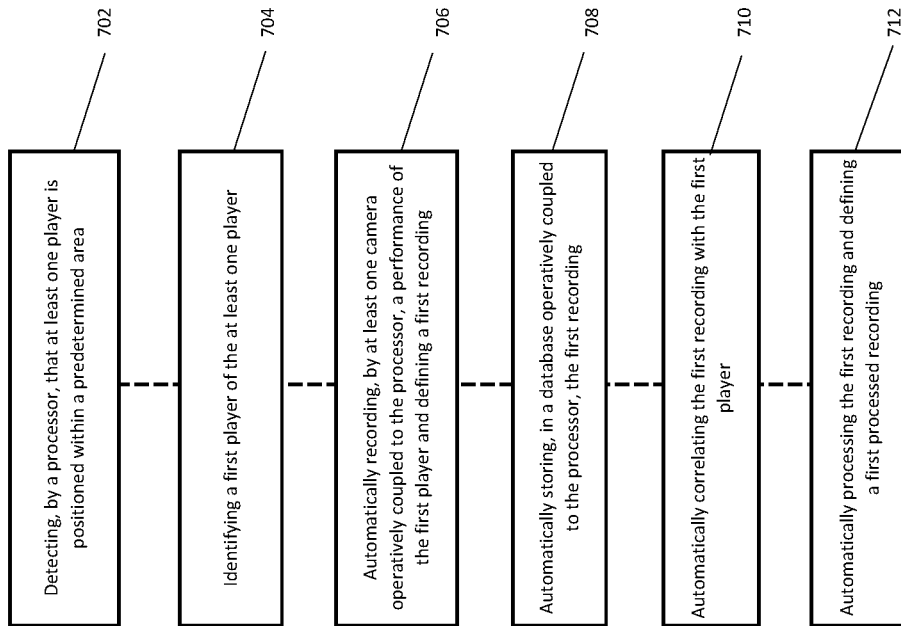 Detecting, by a processor, that at least one player is
positioned within a predetermined area
702
Identifying a first player of the at least one player
704
Automatically recording, by at least one camera
operatively coupled to the processor, a performance of
the first player and defining a first recording
706
Automatically storing, in a database operatively coupled
to the processor, the first recording
708
Automatically correlating the first recording with the first
player
710
Automatically processing the first recording and defining
a first processed recording
712